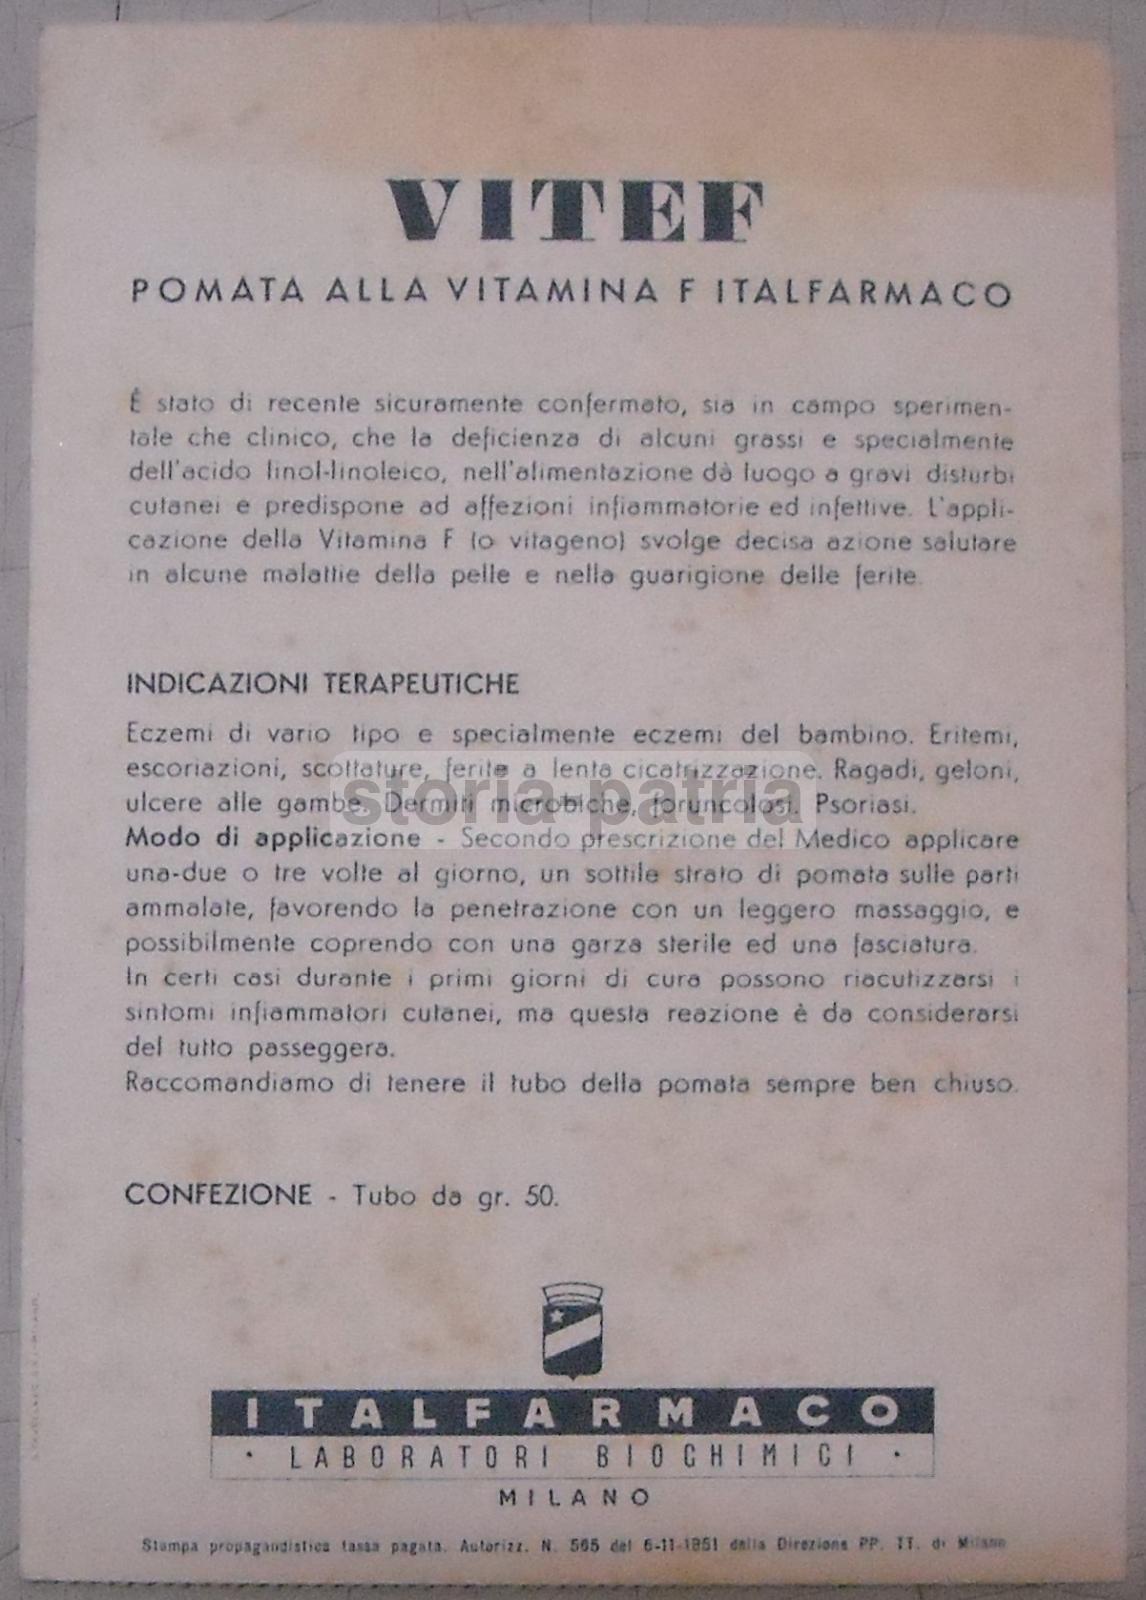 VITEF
POMATA ALLA VITAMINA F ITALFARMACO
È stato di recente sicuramente confermato, sia in campo sperimen-
tale che clinico, che la deficienza di alcuni grassi e specialmente
dell'acido linol-linoleico, nell'alimentazione dà luogo a gravi disturbi
cutanei e predispone ad affezioni infiammatorie ed infettive. L'appli-
cazione della Vitamina F (o vitageno) svolge decisa azione salutare
in alcune malattie della pelle e nella guarigione delle ferite.
INDICAZIONI TERAPEUTICHE
Eczemi di vario tipo e specialmente eczemi del bambino. Eritemi,
escoriazioni, scottature, ferite a lenta cicatrizzazione. Ragadi, geloni,
ulcere alle gambe. Dermiti microbiche, foruncolosi. Psoriasi.
storia patria
Modo di applicazione - Secondo prescrizione del Medico applicare
una-due o tre volte al giorno, un sottile strato di pomata sulle parti
ammalate, favorendo la penetrazione con un leggero massaggio, e
possibilmente coprendo con una garza sterile ed una fasciatura.
In certi casi durante i primi giorni di cura possono riacutizzarsi i
sintomi infiammatori cutanei, ma questa reazione è da considerarsi
del tutto passeggera.
Raccomandiamo di tenere il tubo della pomata sempre ben chiuso.
CONFEZIONE - Tubo da gr. 50.
ITALFARMACO
· LABORATORI BIOCHIMICI ·
MILANO
Stampa propagandistica tassa pagata. Autorizz. N. 565 del 6-11-1951 della Direzione PP. TT. di Milano